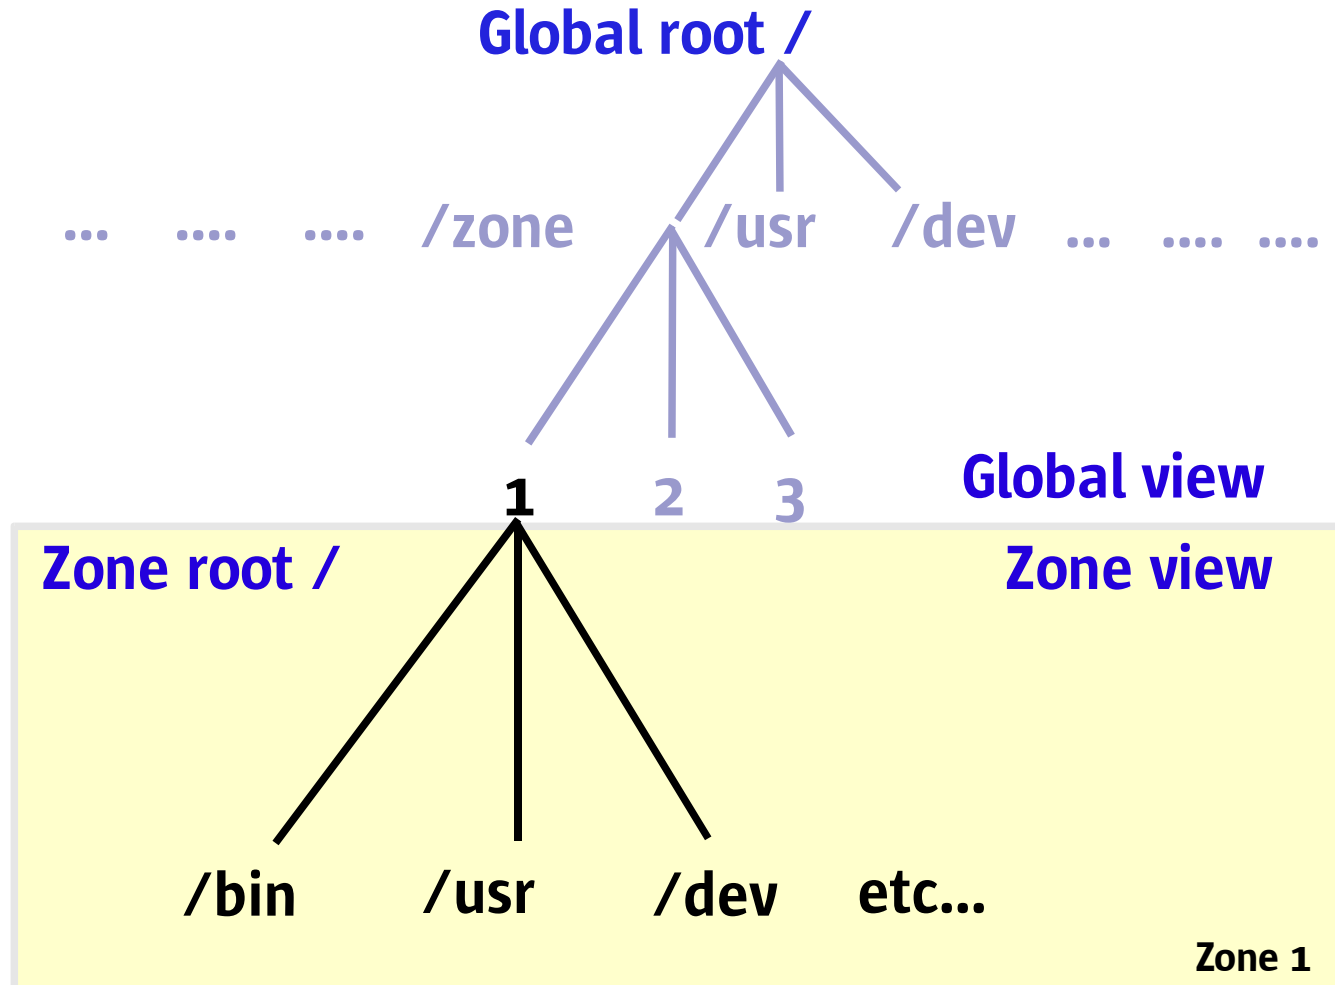 Global root /
... .... .... /zone /usr /dev ... .... ....
1 2 3
Global view
Zone root / Zone view
/bin /usr /dev etc...
Zone 1